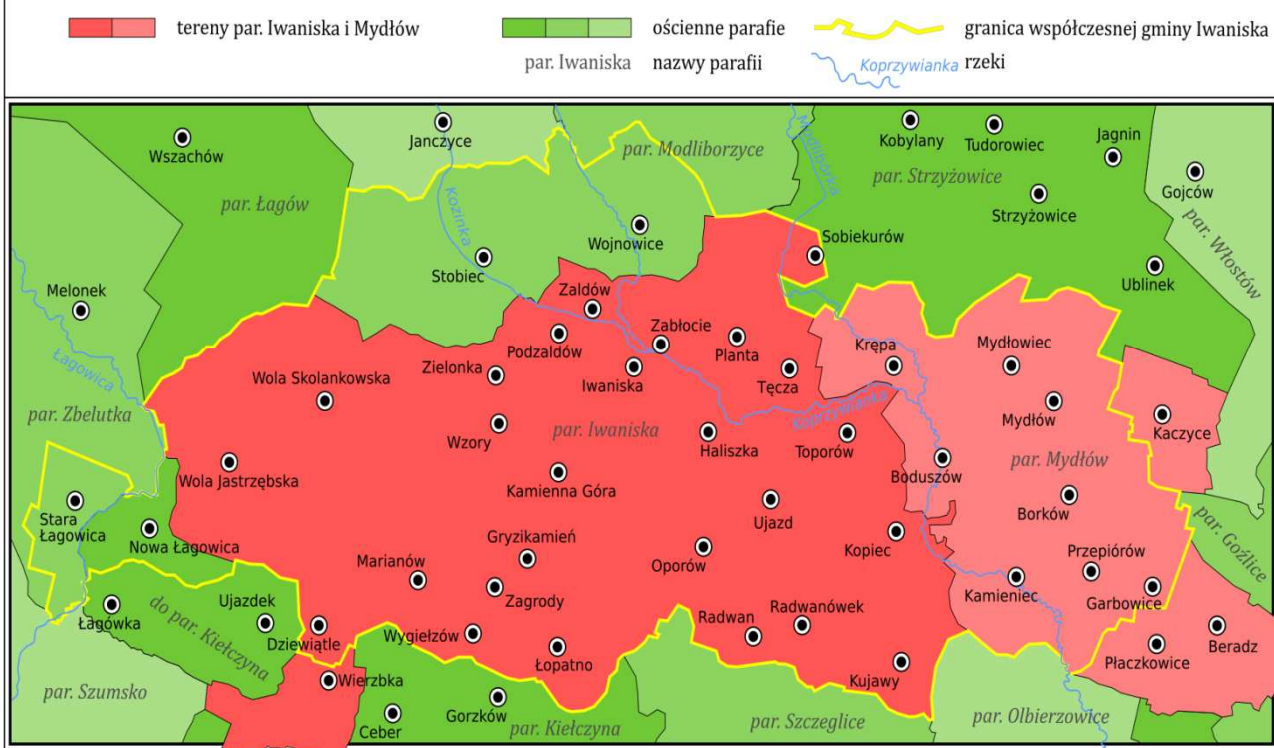 tereny par. Iwaniska i Mydłów
ościenne parafie
granica współczesnej gminy Iwaniska
par. Iwaniska
nazwy parafii
Koprzywianka
rzeki
Wszachów
Janczyce
par. Modliborzyce
Modliborka
Kobylany
Tudorowiec
Jagnin
par. Strzyżowice
Gojców
par. Łagów
Kozinka
Strzyżowice
par. Włostów
Wojnowice
Sobiekurów
Stobiec
Ublinek
Melonek
Zaldów
Łagowica
Podzaldów
Zabłocie
Planta
Krępa
Mydłowiec
Wola Skolankowska
Zielonka
Iwaniska
Tęcza
par. Zbelutka
Koprzywianka
Mydłów
Kaczyce
Wzory
par. Iwaniska
Haliszka
Toporów
par. Mydłów
Wola Jastrzębska
Kamienna Góra
Boduszów
Stara
Łagowica
Nowa Łagowica
Ujazd
Borków
par. Goźlice
Gryzikamień
Kopiec
Marianów
Oporów
Przepiórów
Zagrody
Kamieniec
Garbowice
Łagówka
do par. Kiełczyna
Ujazdek
Dziewiątle
Wygiełzów
Radwan
Radwanówek
Łopatno
Płaczkowice
Beradz
par. Szumsko
Wierzbka
Kujawy
Ceber
Gorzków
par. Kiełczyna
par. Szczeglice
par. Olbierzowice